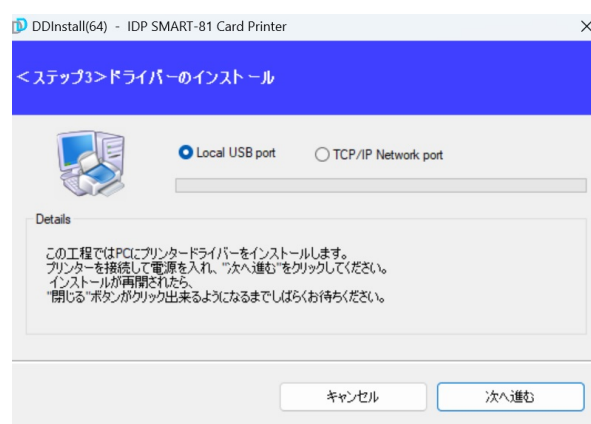 DDInstall(64) - IDP SMART-81 Card Printer
<ステップ3>ドライバーのインストール
Local USB port
TCP/IP Network port
Details
この工程ではPCにプリンタードライバーをインストールします。
プリンターを接続して電源を入れ、"次へ進む"をクリックしてください。
インストールが再開されたら、
"閉じる"ボタンがクリック出来るようになるまでしばらくお待ちください。
キャンセル
次へ進む